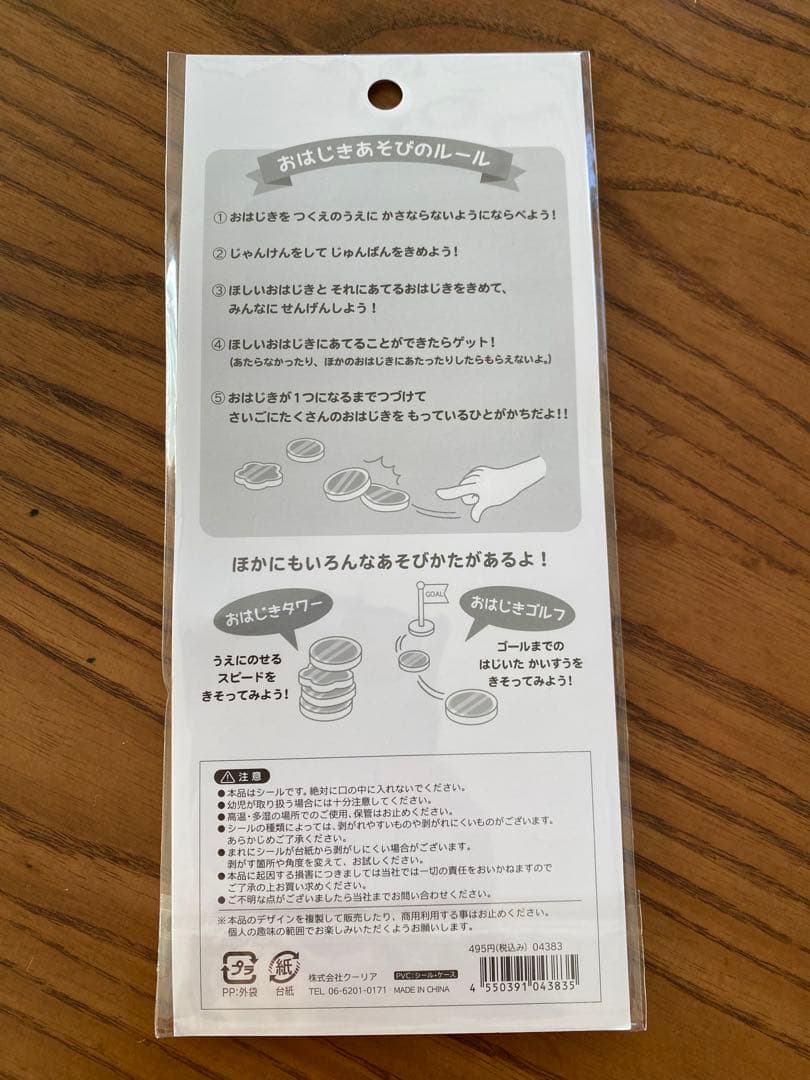 おはじきあそびのルール
① おはじきを つくえのうえに かさならないようにならべよう!
② じゃんけんをして じゅんばんをきめよう!
③ ほしいおはじきと それにあてるおはじきをきめて、
みんなに せんげんしよう!
④ ほしいおはじきにあてることができたらゲット!
(あたらなかったり、ほかのおはじきにあたったりしたらもらえないよ。)
⑤ おはじきが1つになるまでつづけて
さいごにたくさんのおはじきを もっているひとがかちだよ!!
ほかにもいろんなあそびかたがあるよ!
おはじきタワー
うえにのせる
スピードを
きそってみよう!
GOAL
おはじきゴルフ
ゴールまでの
はじいた かいすうを
きそってみよう!
注意
●本品はシールです。絶対に口の中に入れないでください。
●幼児が取り扱う場合には十分注意してください。
●高温・多湿の場所でのご使用、保管はお止めください。
●シールの種類によっては、剥がれやすいものや剥がれにくいものがございます。
あらかじめご了承ください。
●まれにシールが台紙から剥がしにくい場合がございます。
剥がす箇所や角度を変えて、お試しください。
●本品に起因する損害につきましては当社では一切の責任をおいかねますので
ご了承の上お買い求めください。
●ご不明な点がございましたら当社までお問い合わせください。
※本品のデザインを複製して販売したり、商用利用する事はお止めください。
個人の趣味の範囲でお楽しみいただくようお願いします。
495円(税込み) 04383
プラ
PP:外袋
紙
台紙
株式会社クーリア
PVC:シール・ケース
TEL 06-6201-0171 MADE IN CHINA
4 550391 043835